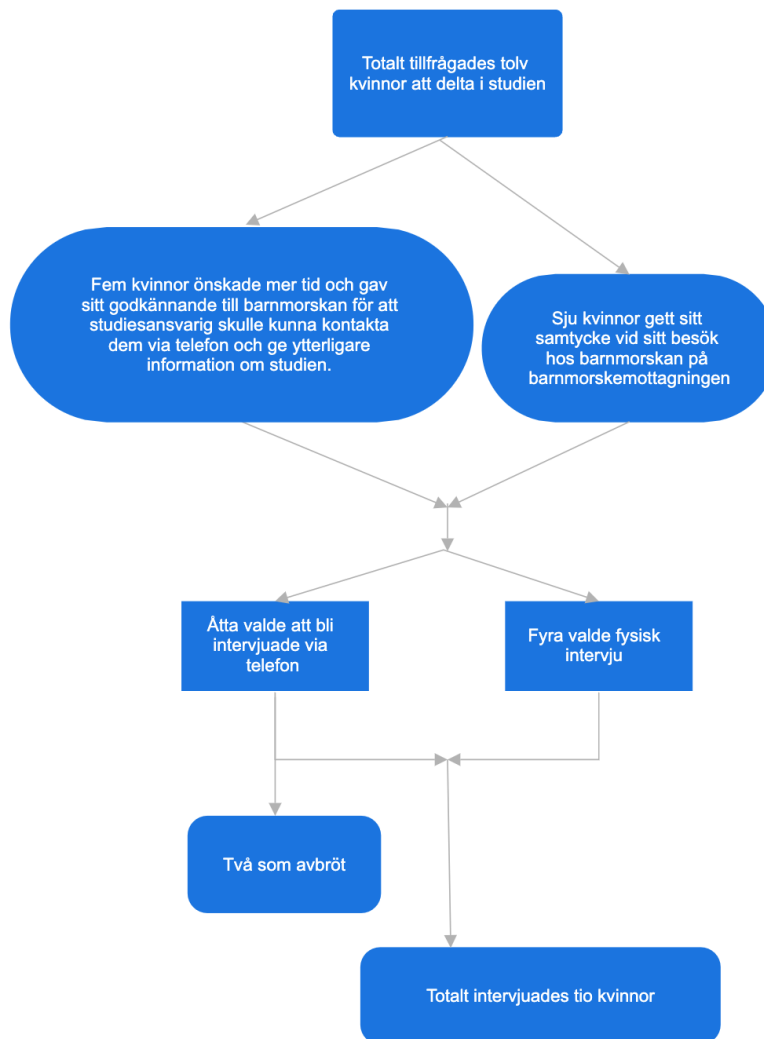 Totalt tillfrågades tolv
kvinnor att delta i studien
Fem kvinnor önskade mer tid och gav
sitt godkännande till barnmorskan för att
studiesansvarig skulle kunna kontakta
dem via telefon och ge ytterligare
information om studien.
Sju kvinnor gett sitt
samtycke vid sitt besök
hos barnmorskan på
barnmorskemottagningen
Åtta valde att bli
intervjuade via
telefon
Fyra valde fysisk
intervju
Två som avbröt
Totalt intervjuades tio kvinnor